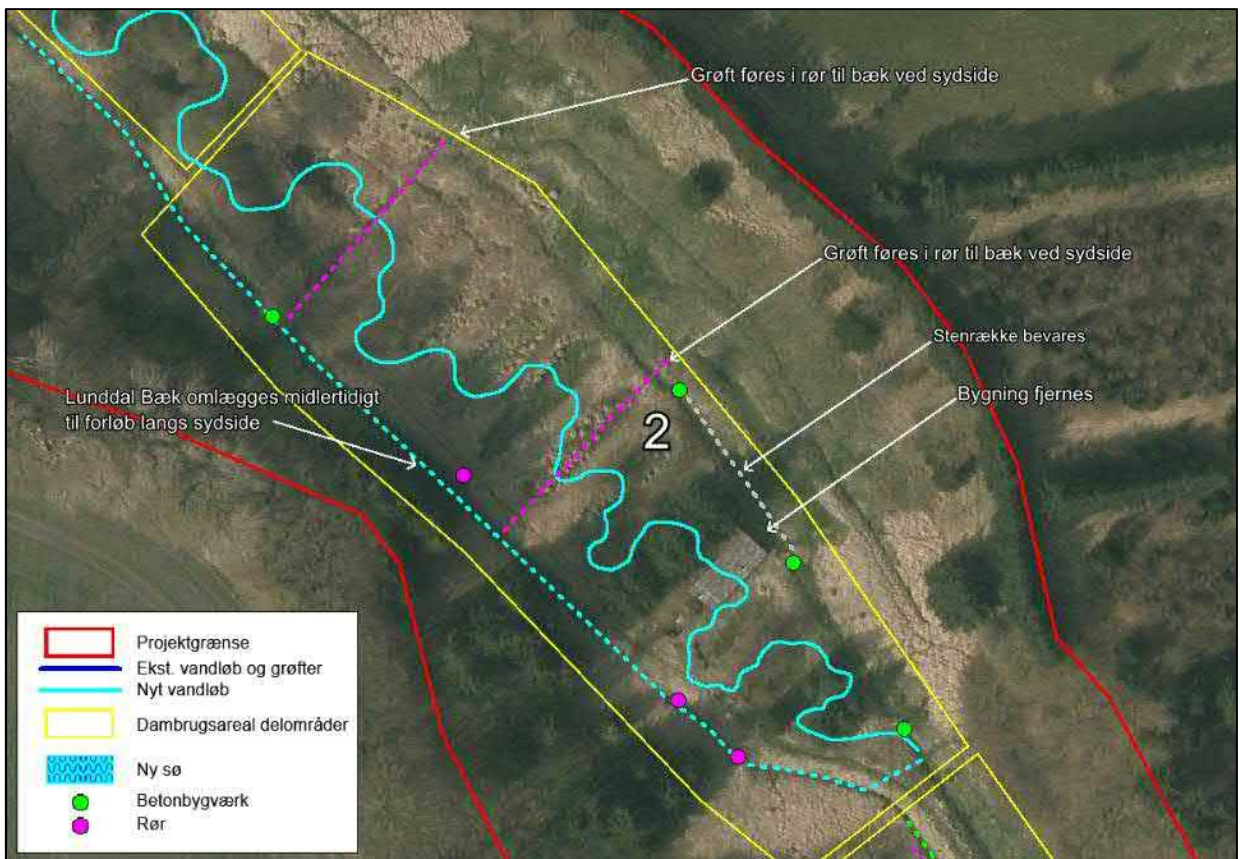 Grøft føres i rør til bæk ved sydside
Grøft føres i rør til bæk ved sydside
Stenrække bevares
Bygning fjernes
Lunddal Bæk omlægges midlertidigt
til forløb langs sydside
2
Projektgrænse
Ekst. vandløb og grøfter
Nyt vandløb
Dambrugsareal delområder
Ny sø
Betonbygværk
Rør